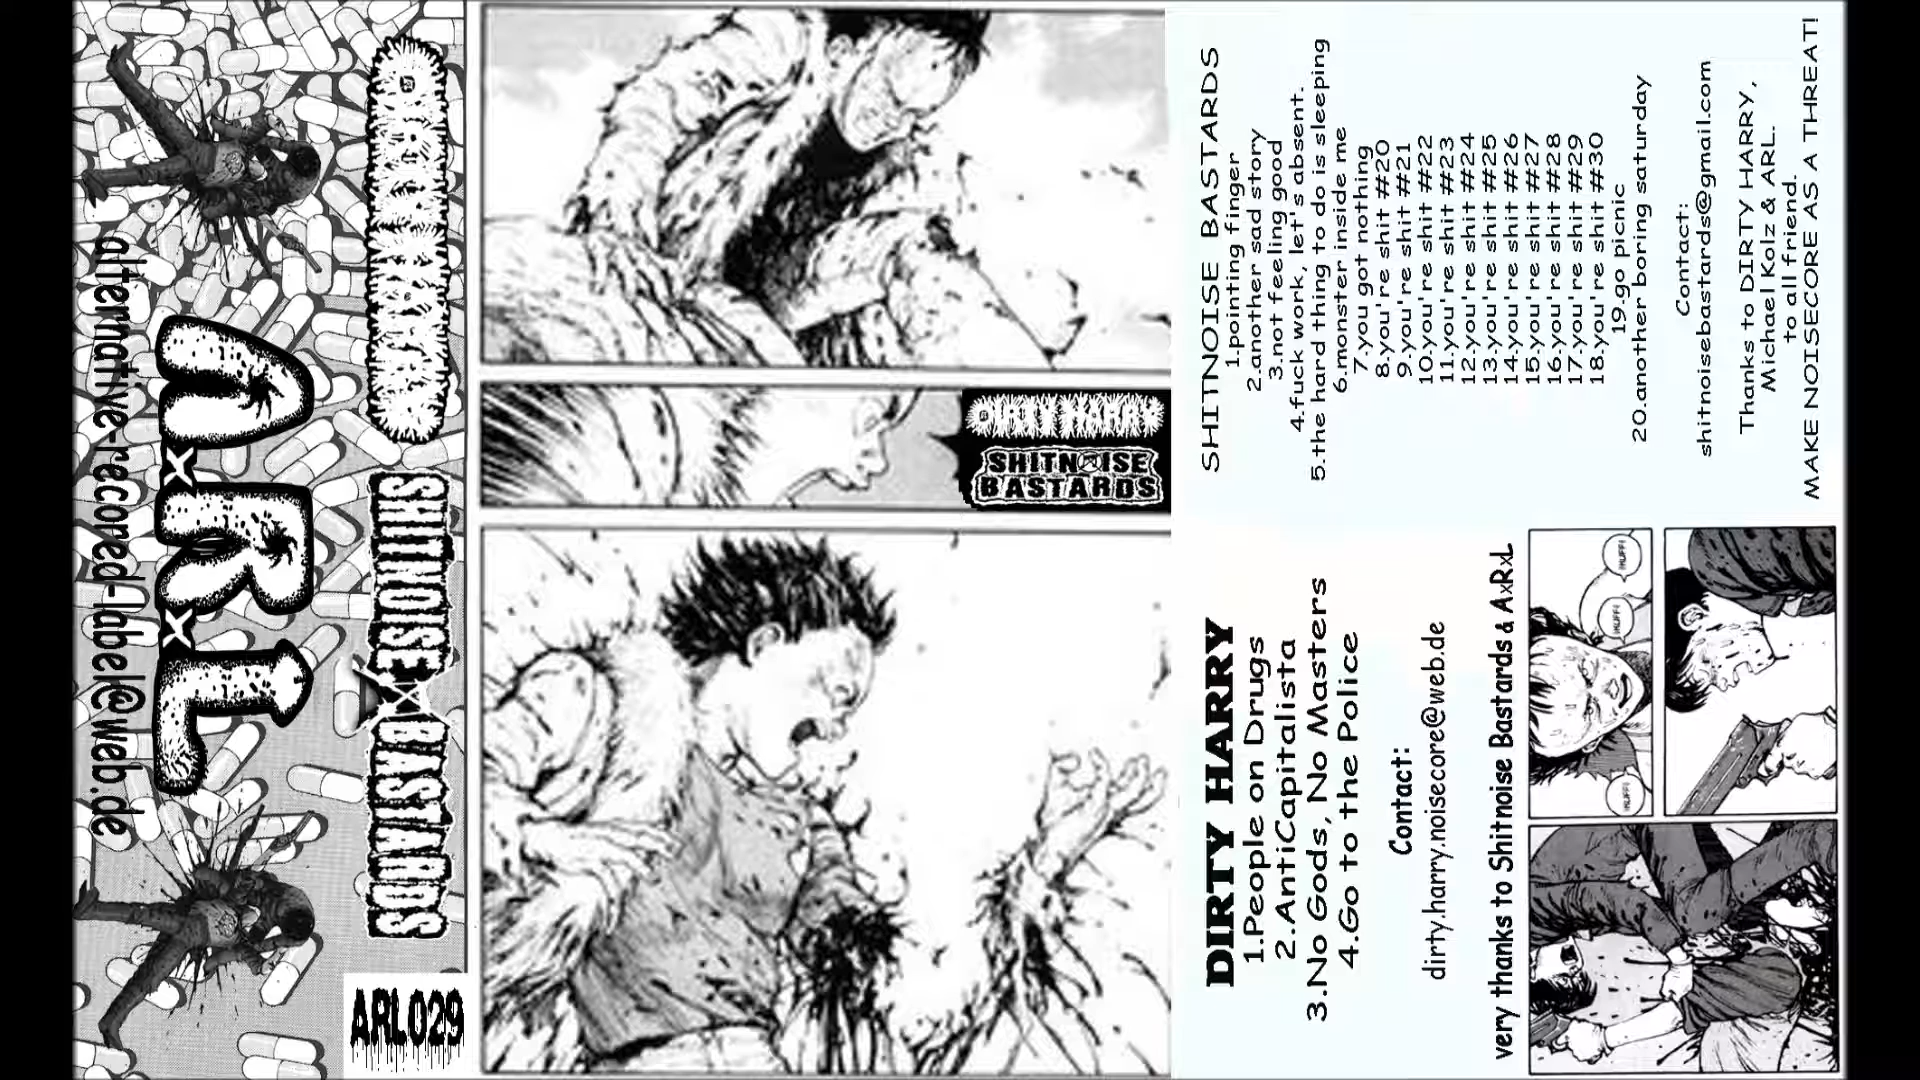 DIRTY HARRY
SHITNOISE BASTARDS
AxRxL
alternative-recored-label@web.de
ARL029
DIRTY HARRY
SHITNOISE
BASTARDS
SHITNOISE BASTARDS
1.pointing finger
2.another sad story
3.not feeling good
4.fuck work, let's absent.
5.the hard thing to do is sleeping
6.monster inside me
7.you got nothing
8.you're shit #20
9.you're shit #21
10.you're shit #22
11.you're shit #23
12.you're shit #24
13.you're shit #25
14.you're shit #26
15.you're shit #27
16.you're shit #28
17.you're shit #29
18.you're shit #30
19.go picnic
20.another boring saturday
Contact:
shitnoisebastards@gmail.com
Thanks to DIRTY HARRY,
Michael Kolz & ARL.
to all friend.
MAKE NOISECORE AS A THREAT!
DIRTY HARRY
1.People on Drugs
2.AntiCapitalista
3.No Gods, No Masters
4.Go to the Police
Contact:
dirty.harry.noisecore@web.de
very thanks to Shitnoise Bastards & AxRxL
¡HUFF!
¡HUFF!
¡HUFF!